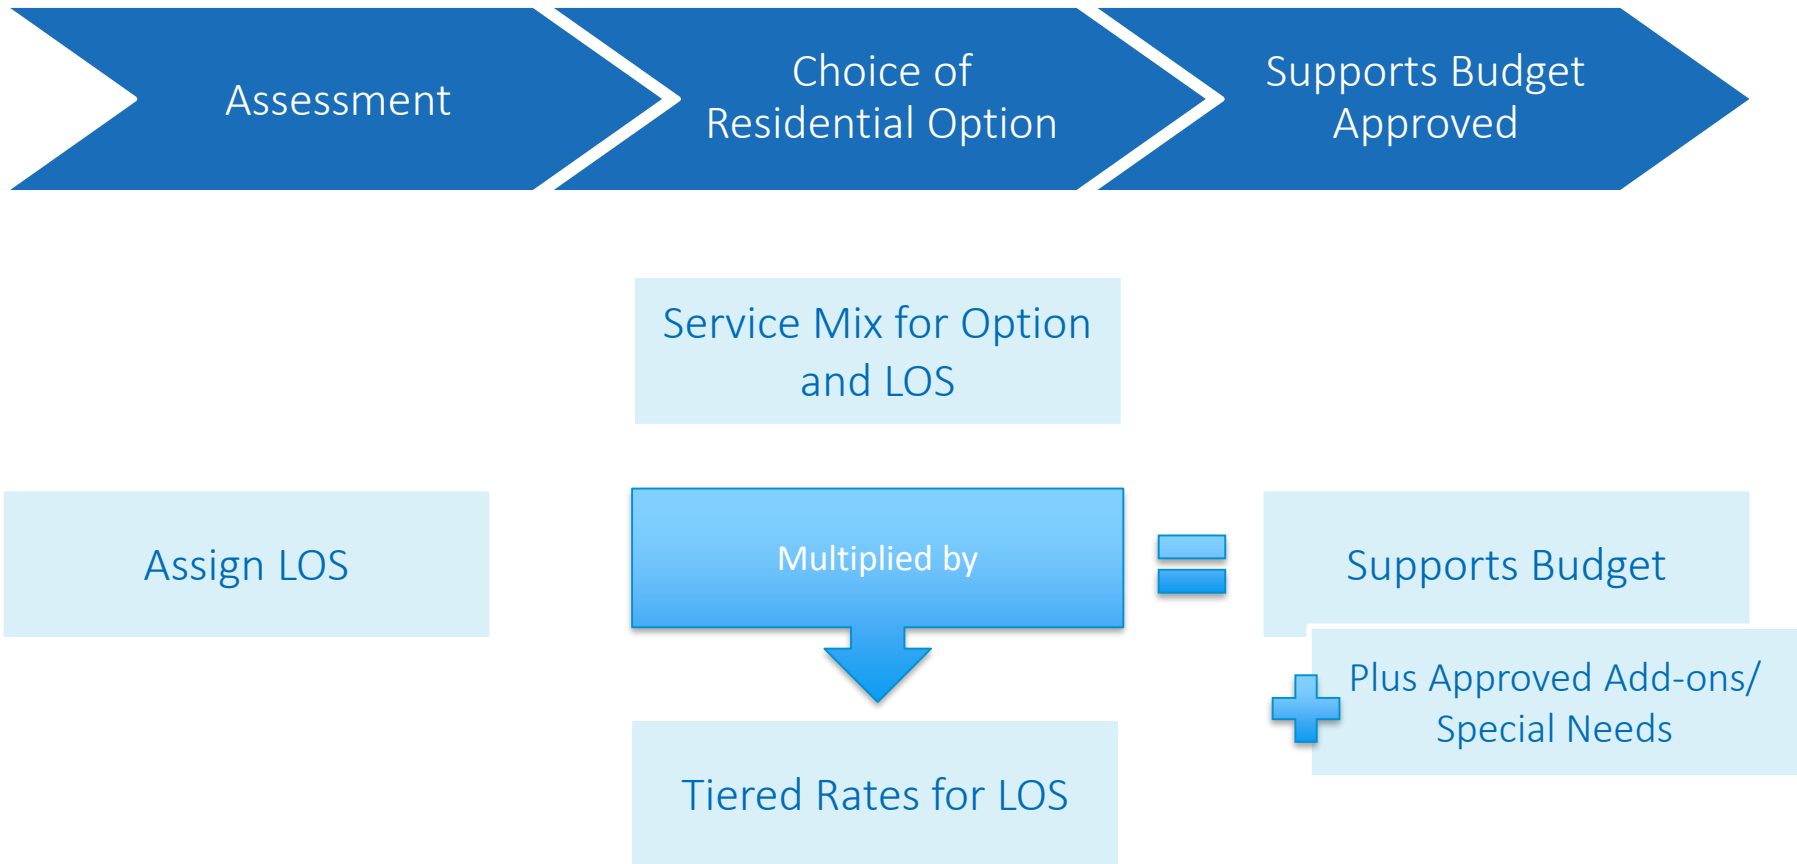 Assessment
Choice of
Residential Option
Supports Budget
Approved
Service Mix for Option
and LOS
Assign LOS
Multiplied by
Supports Budget
Plus Approved Add-ons/
Special Needs
Tiered Rates for LOS